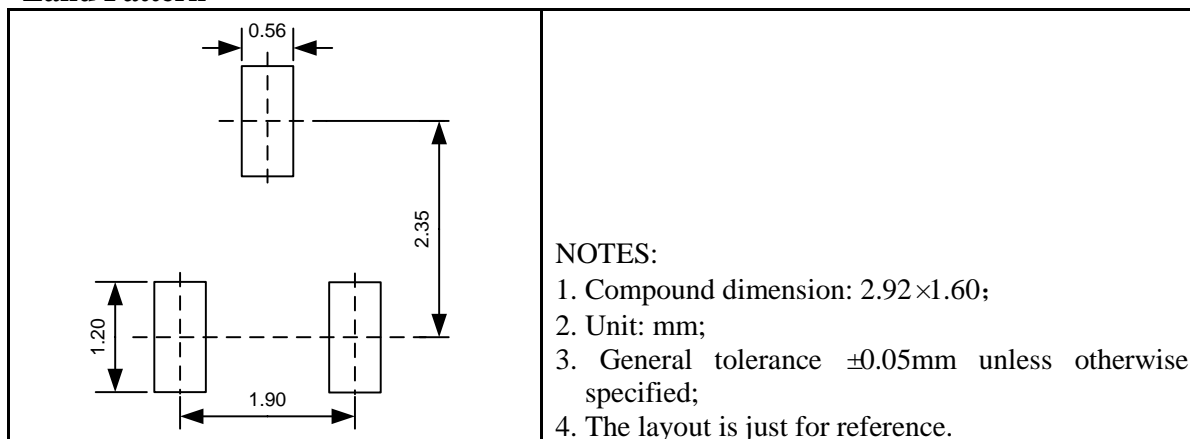 Land Pattern
0.56
2.35
1.20
1.90
NOTES:
1. Compound dimension: 2.92×1.60；
2. Unit: mm;
3. General tolerance ±0.05mm unless otherwise
specified;
4. The layout is just for reference.